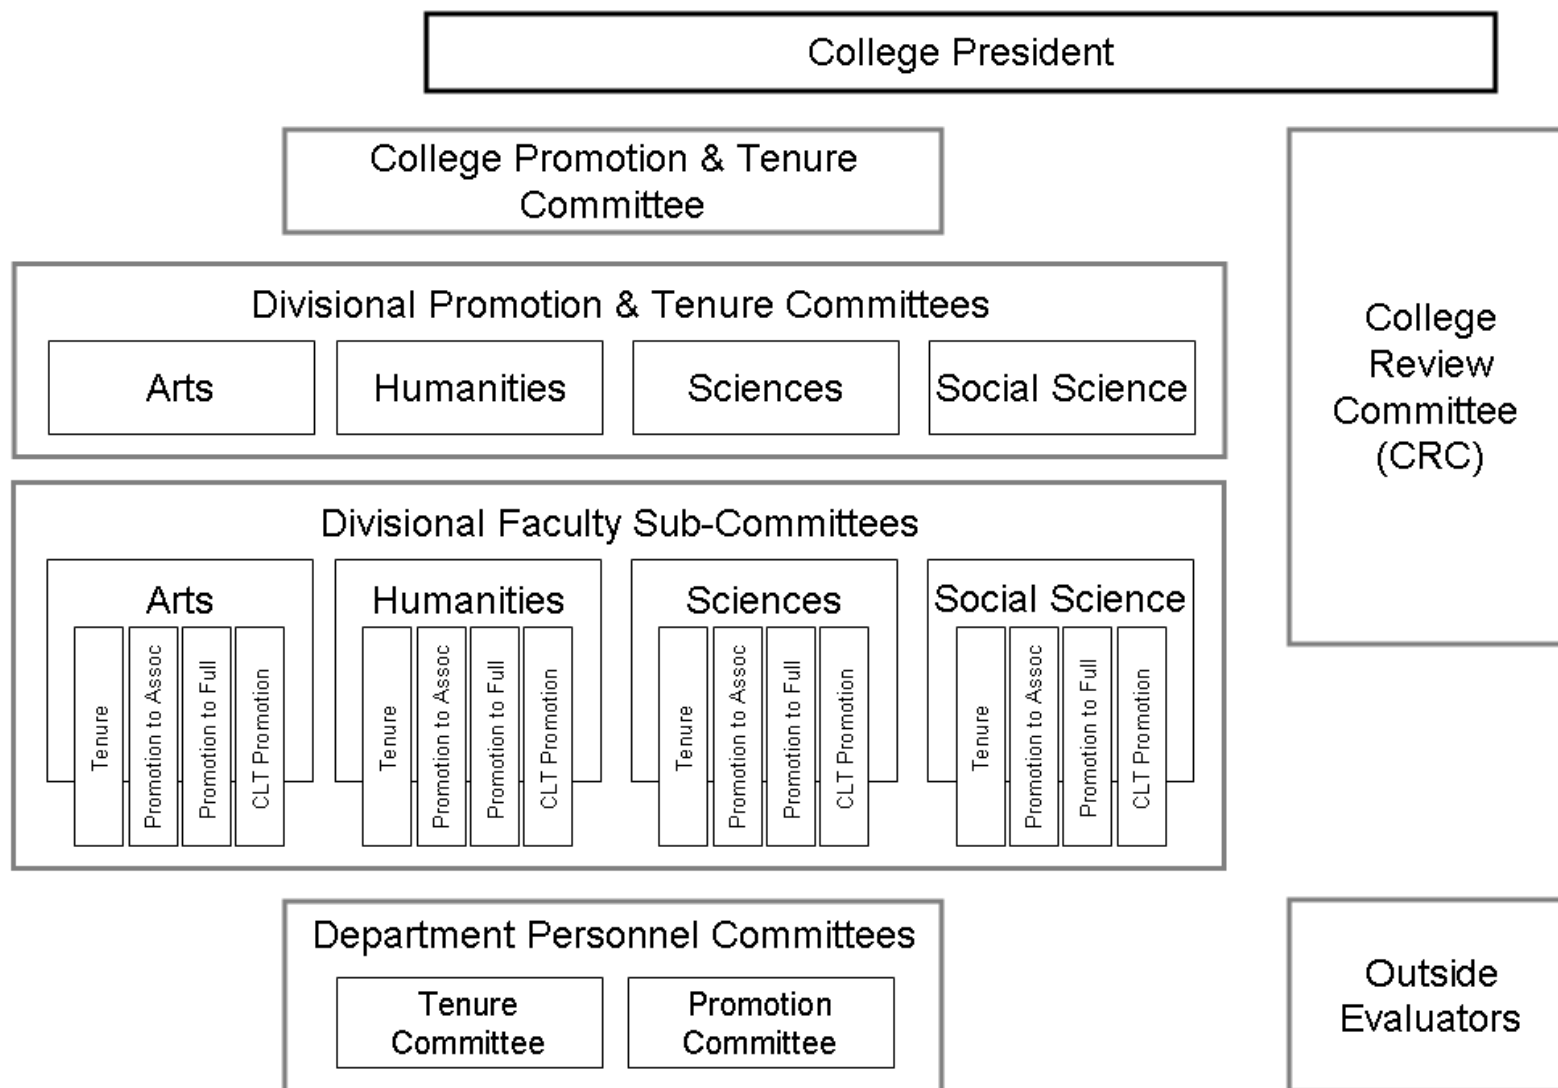 College President
College Promotion & Tenure
Committee
Divisional Promotion & Tenure Committees
Arts
Humanities
Sciences
Social Science
College
Review
Committee
(CRC)
Divisional Faculty Sub-Committees
Arts
Tenure
Promotion to Assoc
Promotion to Full
CLT Promotion
Humanities
Tenure
Promotion to Assoc
Promotion to Full
CLT Promotion
Sciences
Tenure
Promotion to Assoc
Promotion to Full
CLT Promotion
Social Science
Tenure
Promotion to Assoc
Promotion to Full
CLT Promotion
Department Personnel Committees
Tenure
Committee
Promotion
Committee
Outside
Evaluators